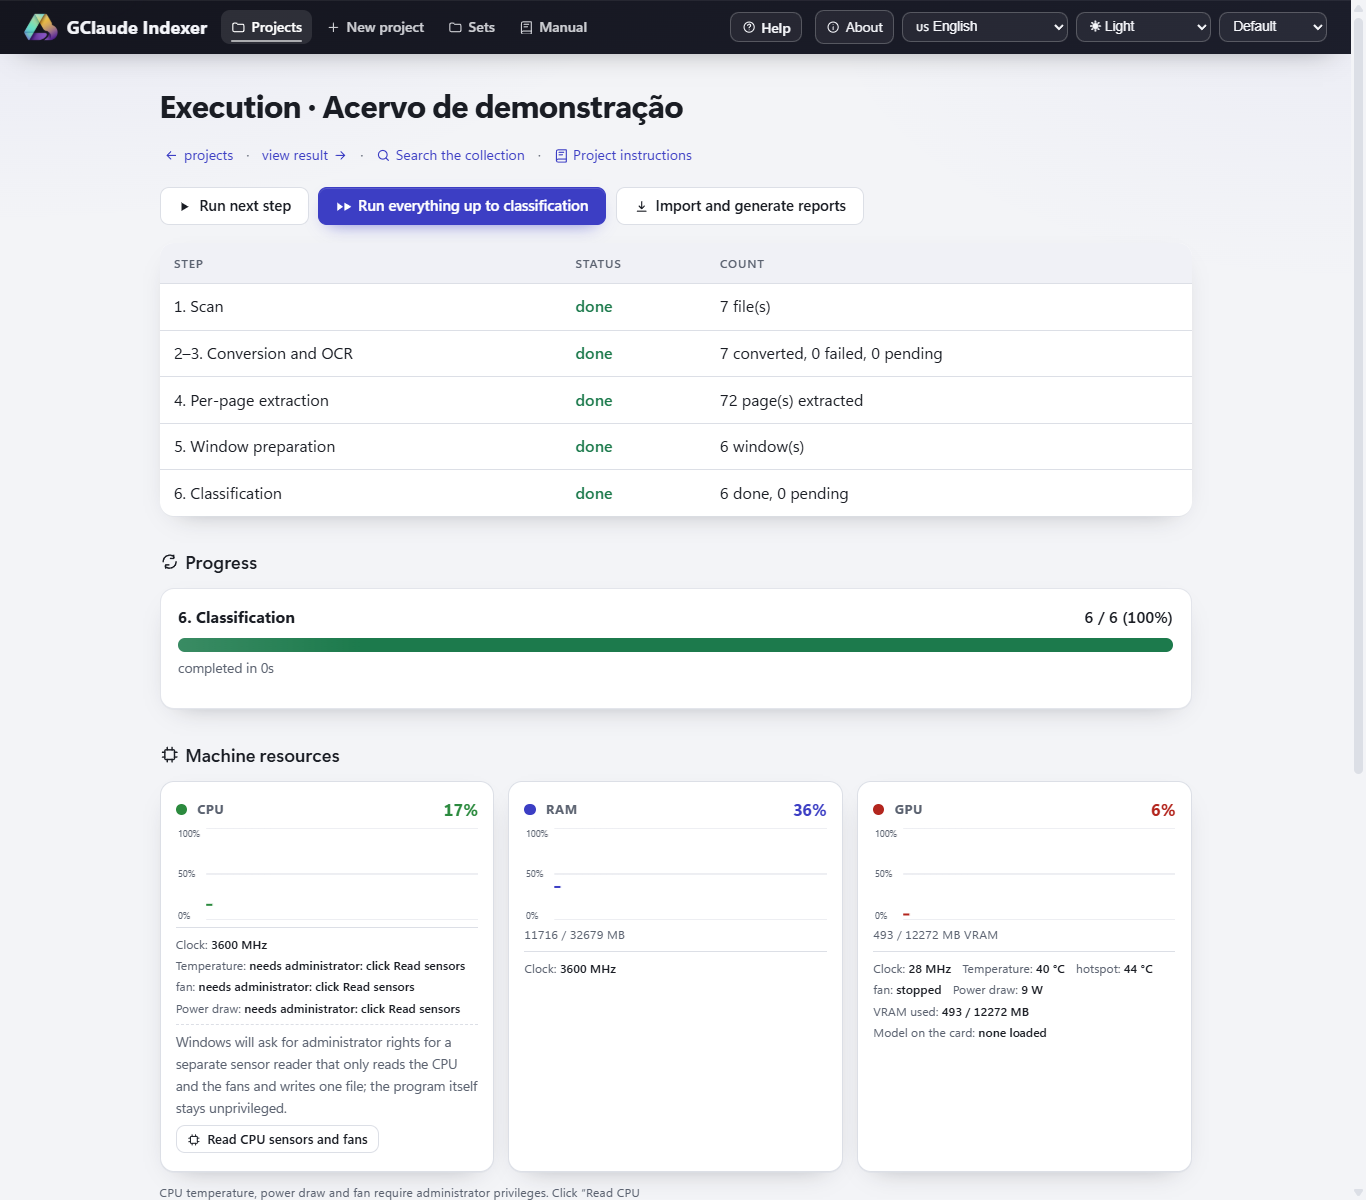 GClaude Indexer
Projects
New project
Sets
Manual
Help
About
us English
Light
Default
Execution · Acervo de demonstração
← projects · view result → · Search the collection · Project instructions
Run next step
Run everything up to classification
Import and generate reports
STEP STATUS COUNT
1. Scan done 7 file(s)
2–3. Conversion and OCR done 7 converted, 0 failed, 0 pending
4. Per-page extraction done 72 page(s) extracted
5. Window preparation done 6 window(s)
6. Classification done 6 done, 0 pending
Progress
6. Classification 6 / 6 (100%)
completed in 0s
Machine resources
CPU 17%
100%
50%
0%
Clock: 3600 MHz
Temperature: needs administrator: click Read sensors
fan: needs administrator: click Read sensors
Power draw: needs administrator: click Read sensors
Windows will ask for administrator rights for a
separate sensor reader that only reads the CPU
and the fans and writes one file; the program itself
stays unprivileged.
Read CPU sensors and fans
RAM 36%
100%
50%
0%
11716 / 32679 MB
Clock: 3600 MHz
GPU 6%
100%
50%
0%
493 / 12272 MB VRAM
Clock: 28 MHz Temperature: 40 °C hotspot: 44 °C
fan: stopped Power draw: 9 W
VRAM used: 493 / 12272 MB
Model on the card: none loaded
CPU temperature, power draw and fan require administrator privileges. Click “Read CPU